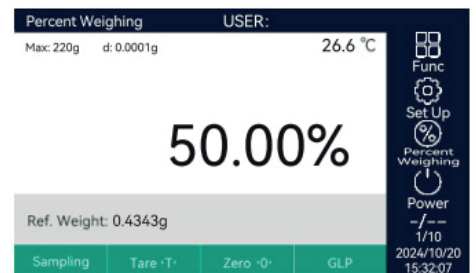 Percent Weighing USER:
Max: 220g d: 0.0001g 26.6 ℃
50.00%
Ref. Weight: 0.4343g
Sampling Tare ·T· Zero ·0· GLP
Func
Set Up
%
Percent
Weighing
Power
-/--
1/10
2024/10/20
15:32:07